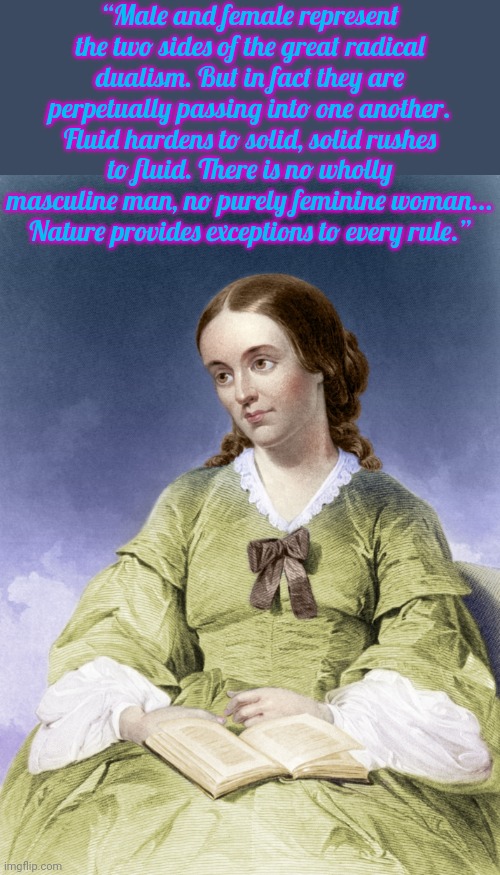 “Male and female represent
the two sides of the great radical
dualism. But in fact they are
perpetually passing into one another.
Fluid hardens to solid, solid rushes
to fluid. There is no wholly
masculine man, no purely feminine woman...
Nature provides exceptions to every rule.”
imgflip.com